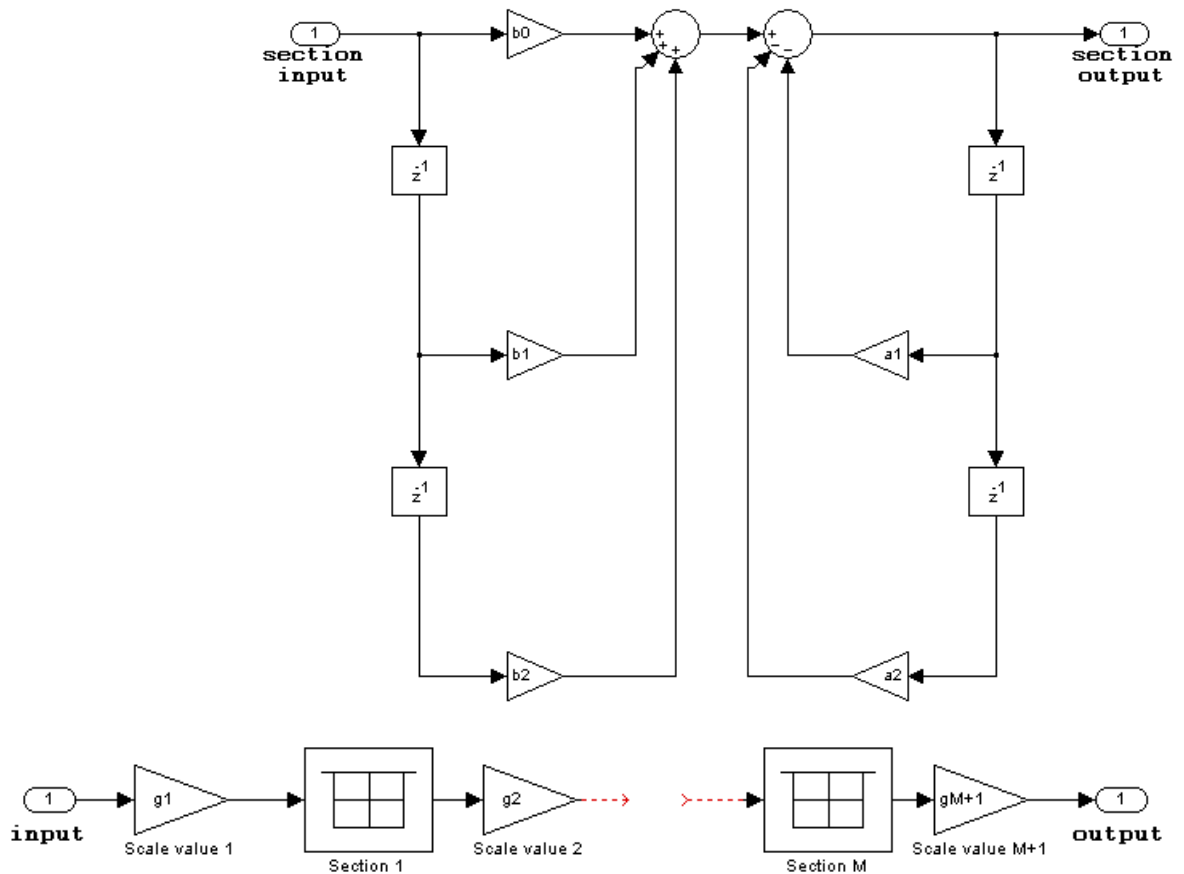 1
section
input
b0
+
+
+
+
−
−
1
section
output
z-1
z-1
b1
a1
z-1
z-1
b2
a2
1
input
g1
Scale value 1
Section 1
g2
Scale value 2
Section M
gM+1
Scale value M+1
1
output